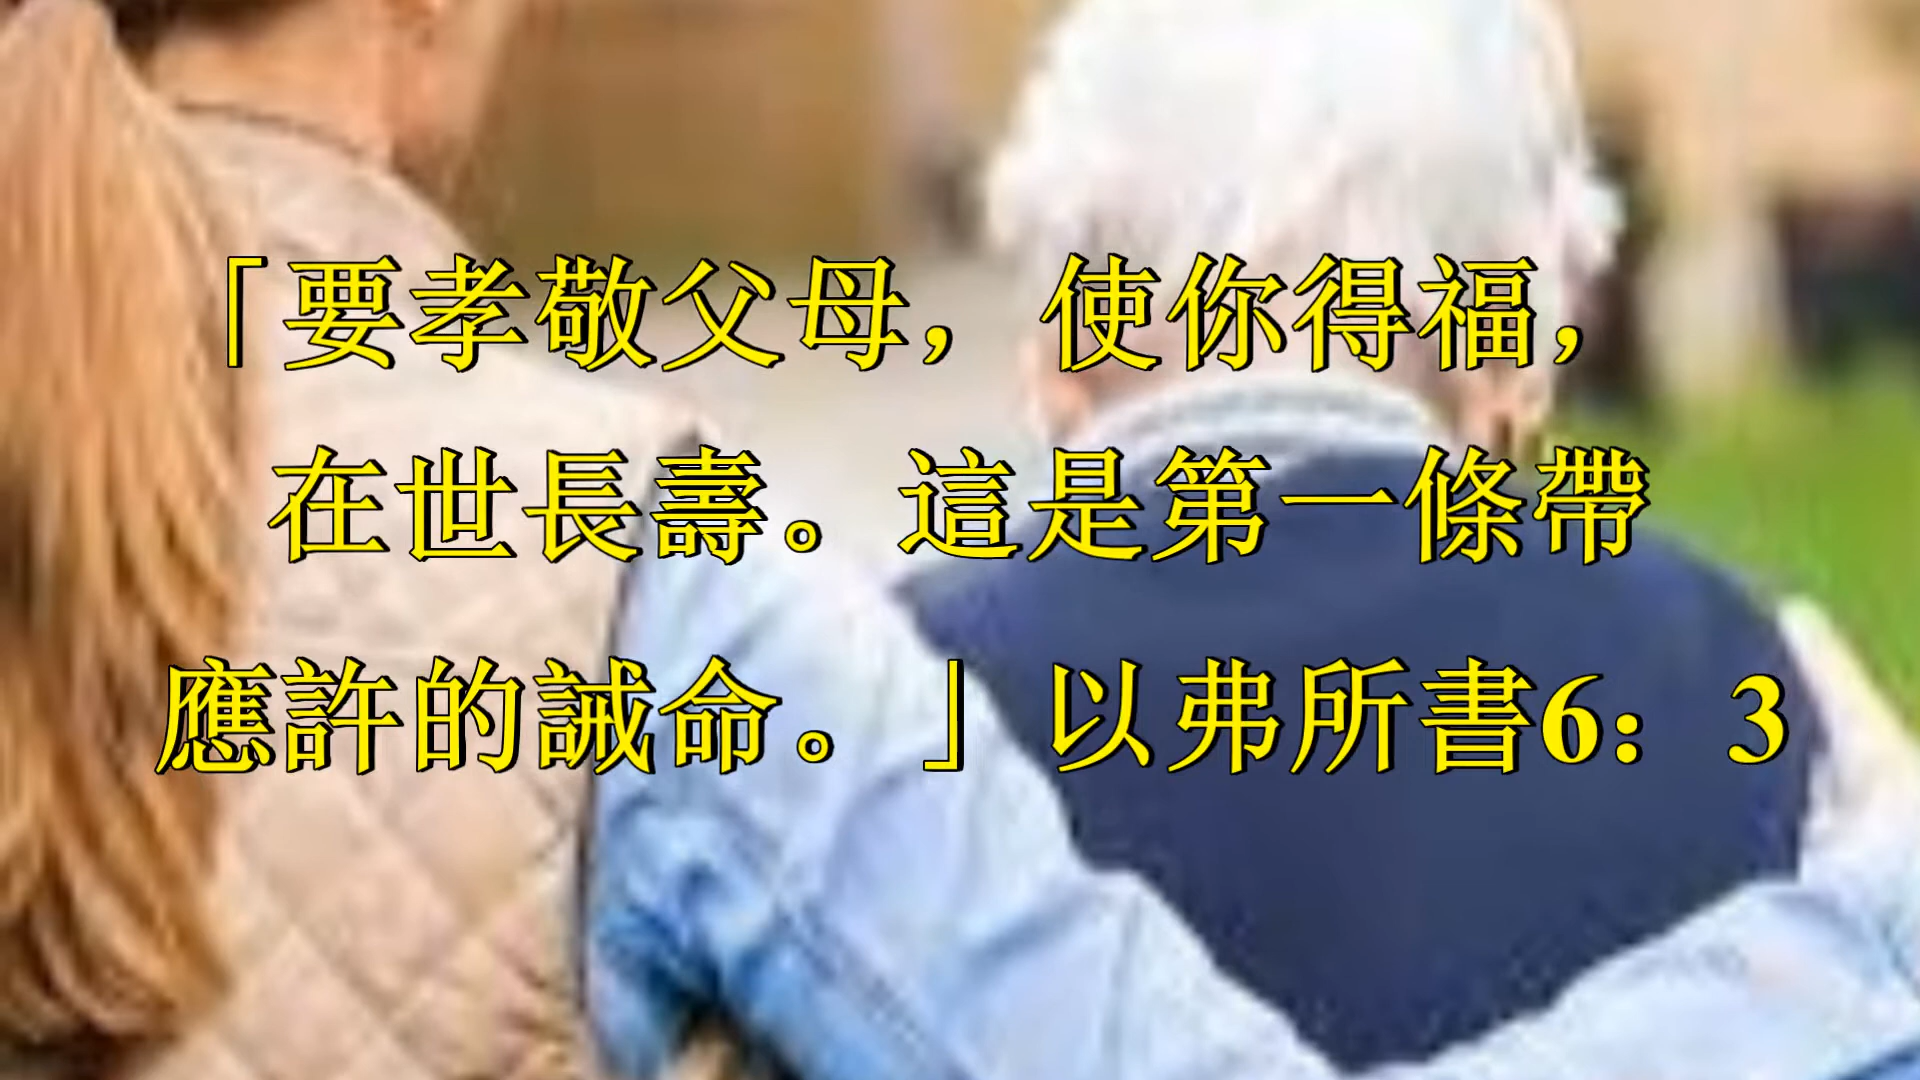 「要孝敬父母，使你得福，
在世長壽。這是第一條帶
應許的誡命。」以弗所書6：3